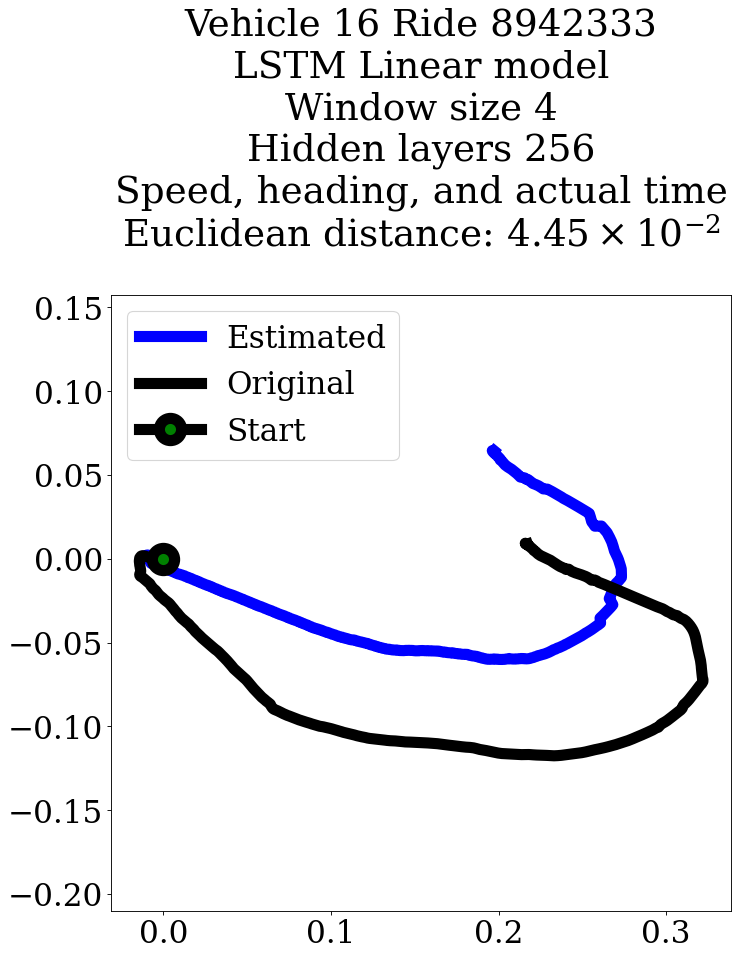 Vehicle 16 Ride 8942333
LSTM Linear model
Window size 4
Hidden layers 256
Speed, heading, and actual time
Euclidean distance: 4.45 × 10⁻²
Estimated
Original
Start
0.15
0.10
0.05
0.00
−0.05
−0.10
−0.15
−0.20
0.0 0.1 0.2 0.3